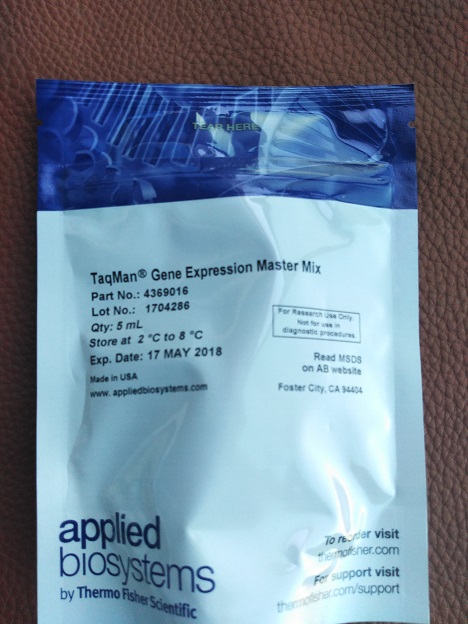 TEAR HERE
TaqMan® Gene Expression Master Mix
Part No.: 4369016
Lot No.: 1704286
Qty: 5 mL
Store at 2 °C to 8 °C
Exp. Date: 17 MAY 2018
Made in USA
www.appliedbiosystems.com
For Research Use Only.
Not for use in
diagnostic procedures.
Read MSDS
on AB website
Foster City, CA 94404
applied
biosystems
by Thermo Fisher Scientific
To reorder visit
thermofisher.com
For support visit
thermofisher.com/support